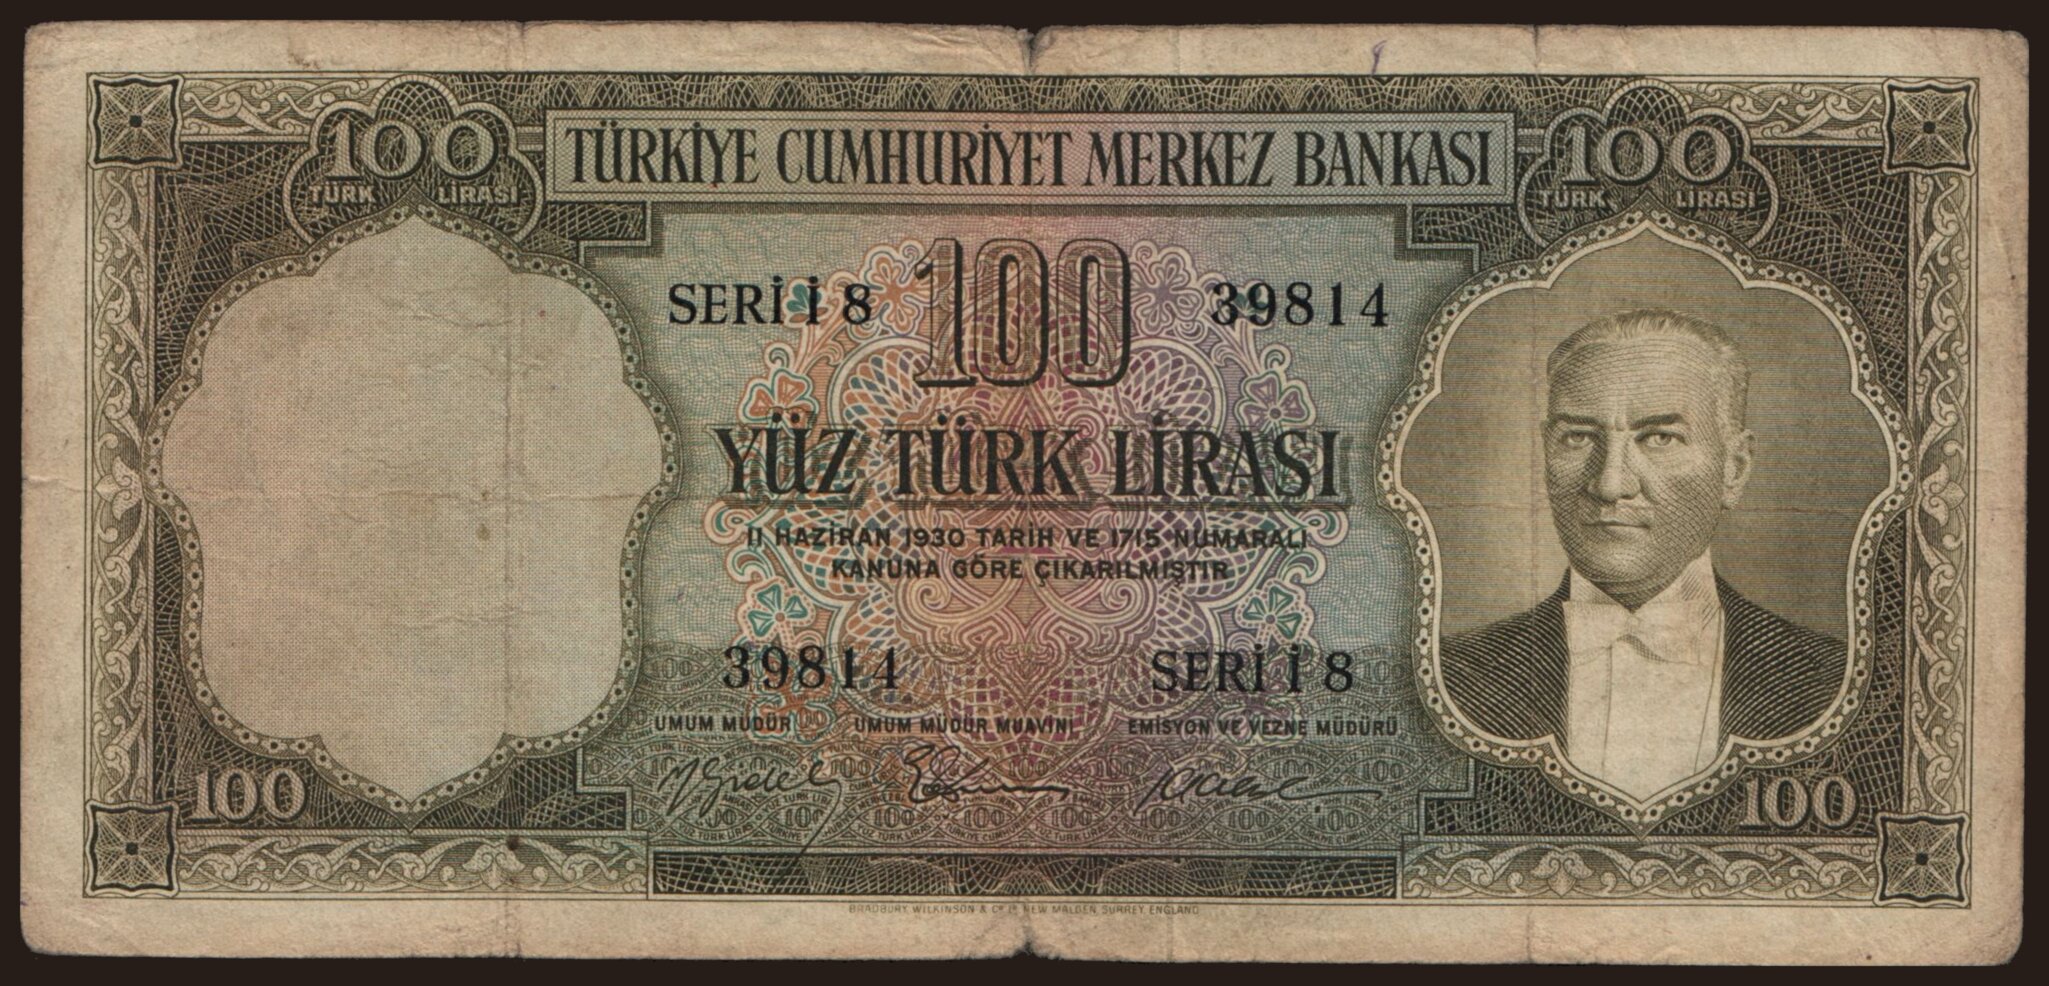 100 TÜRK LİRASI
TÜRKİYE CUMHURİYET MERKEZ BANKASI
100 TÜRK LİRASI
SERİ İ 8 100 39814
YÜZ TÜRK LİRASI
11 HAZİRAN 1930 TARİH VE 1715 NUMARALI
KANUNA GÖRE ÇIKARILMIŞTIR
39814 SERİ İ 8
UMUM MÜDÜR UMUM MÜDÜR MUAVİNİ EMİSYON VE VEZNE MÜDÜRÜ
100 100
BRADBURY, WILKINSON & Cº Lº NEW MALDEN, SURREY, ENGLAND